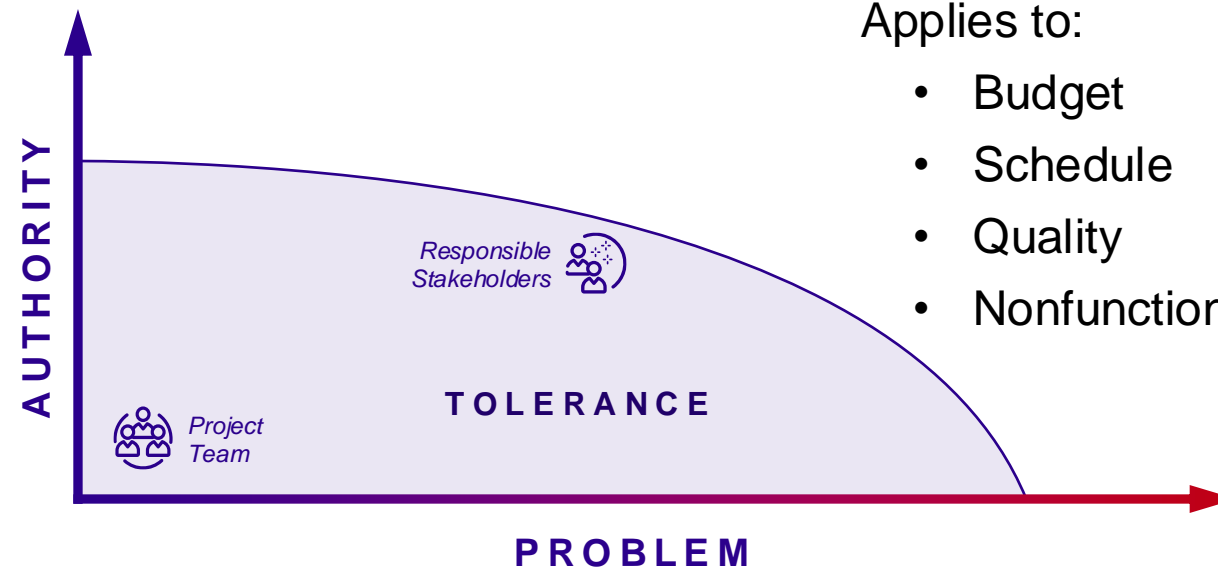 Applies to:
• Budget
• Schedule
• Quality
• Nonfunction
AUTHORITY
Responsible
Stakeholders
TOLERANCE
Project
Team
PROBLEM